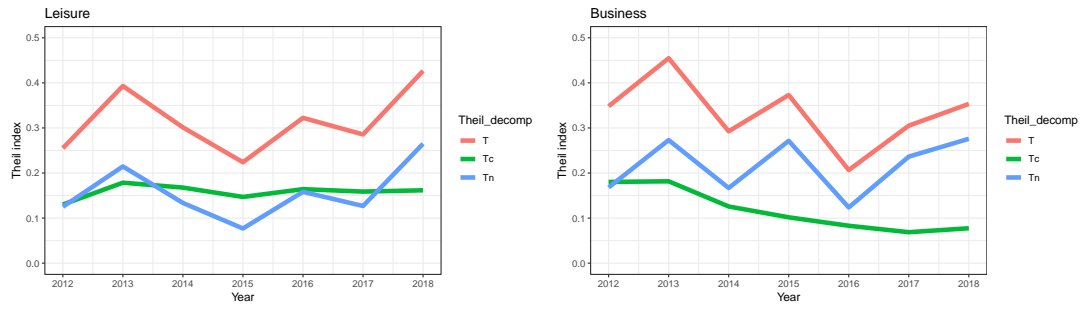 Leisure
Theil index
0.5
0.4
0.3
0.2
0.1
0.0
2012 2013 2014 2015 2016 2017 2018
Year
Theil_decomp
T
Tc
Tn
Business
Theil index
0.5
0.4
0.3
0.2
0.1
0.0
2012 2013 2014 2015 2016 2017 2018
Year
Theil_decomp
T
Tc
Tn